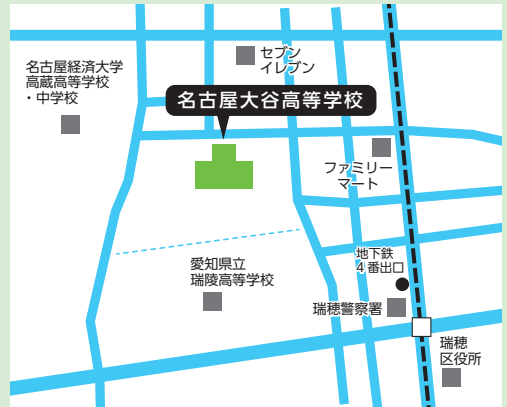 セブン
イレブン
名古屋経済大学
高蔵高等学校
・中学校
名古屋大谷高等学校
ファミリー
マート
愛知県立
瑞陵高等学校
地下鉄
4番出口
瑞穂警察署
瑞穂
区役所